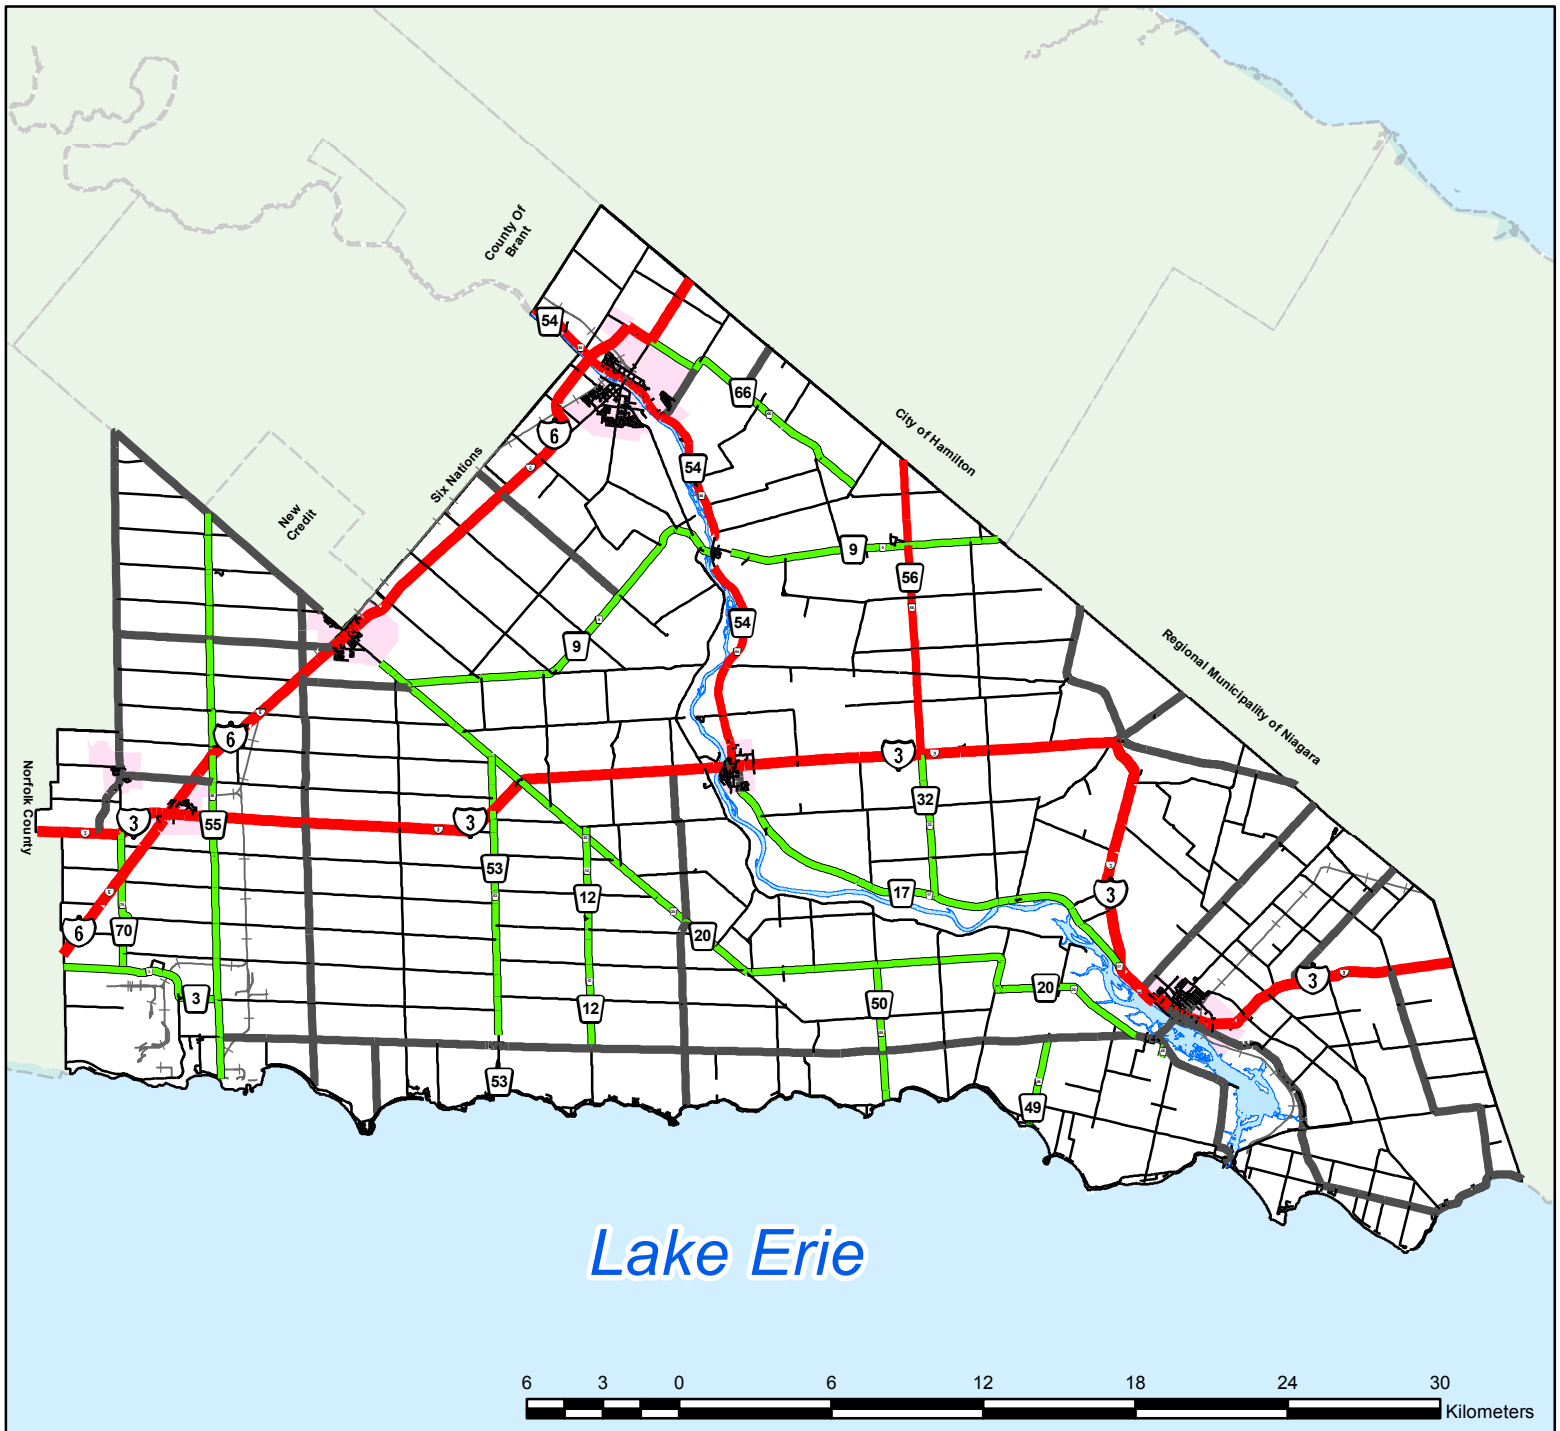 County Of
Brant
54
66
6
City of Hamilton
Six Nations
54
New
Credit
9
56
54
9
Regional Municipality of Niagara
6
3
Norfolk County
32
3
3
55
53
12
17
3
6
70
20
3
3
20
50
12
53
49
Lake Erie
6 3 0 6 12 18 24 30
Kilometers